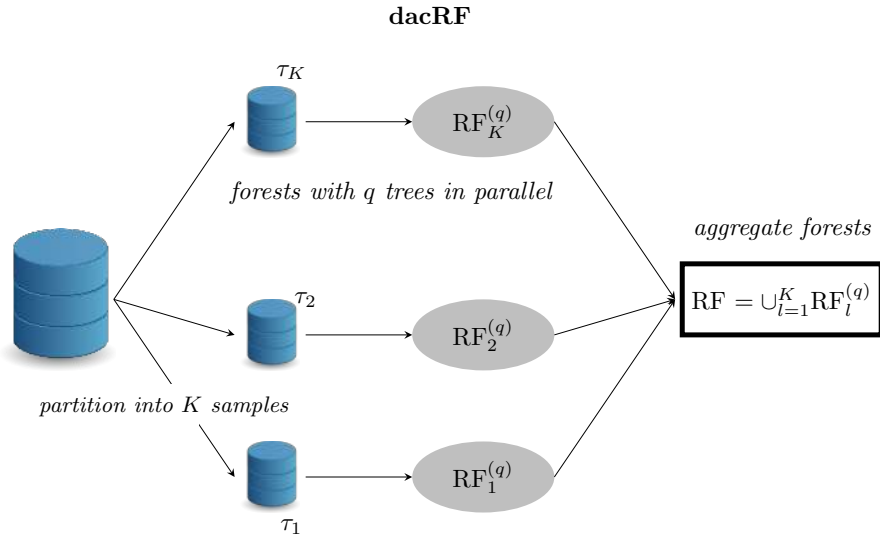 dacRF
τ_K
RF_K^{(q)}
forests with q trees in parallel
aggregate forests
τ_2
RF = ∪_{l=1}^{K} RF_l^{(q)}
RF_2^{(q)}
partition into K samples
RF_1^{(q)}
τ_1